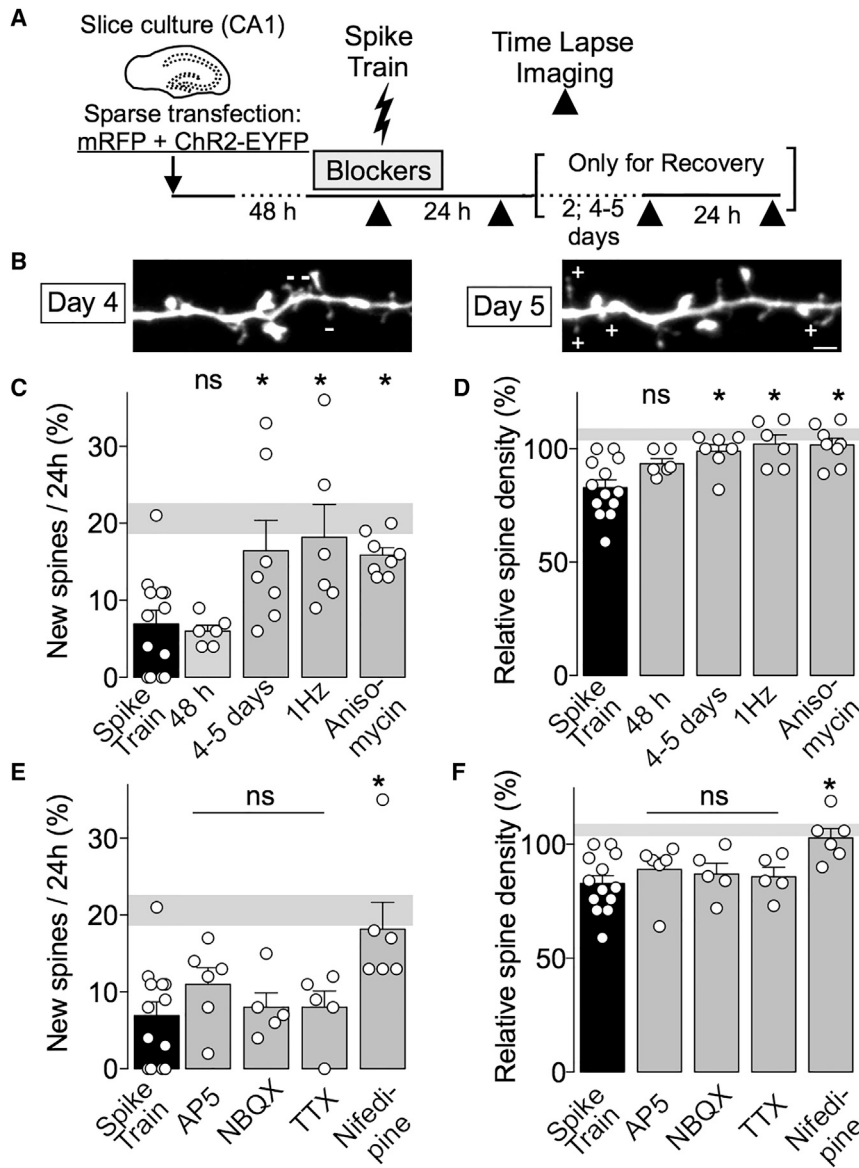 A
Slice culture (CA1)
Sparse transfection:
mRFP + ChR2-EYFP
Spike
Train
Time Lapse
Imaging
Blockers
Only for Recovery
48 h
24 h
2; 4-5
days
24 h
B
Day 4
- -
-
Day 5
+
+
+
+
C
New spines / 24h (%)
30
20
10
0
ns
*
*
*
Spike
Train
48 h
4-5 days
1Hz
Aniso-
mycin
D
Relative spine density (%)
100
50
0
ns
*
*
*
Spike
Train
48 h
4-5 days
1Hz
Aniso-
mycin
E
New spines / 24h (%)
30
20
10
0
ns
*
Spike
Train
AP5
NBQX
TTX
Nifedi-
pine
F
Relative spine density (%)
100
50
0
ns
*
Spike
Train
AP5
NBQX
TTX
Nifedi-
pine